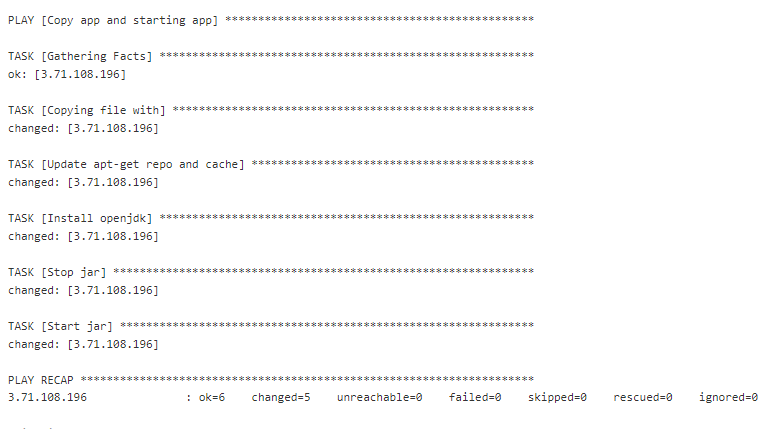 PLAY [Copy app and starting app] ***********************************************
TASK [Gathering Facts] *********************************************************
ok: [3.71.108.196]
TASK [Copying file with] *******************************************************
changed: [3.71.108.196]
TASK [Update apt-get repo and cache] *******************************************
changed: [3.71.108.196]
TASK [Install openjdk] *********************************************************
changed: [3.71.108.196]
TASK [Stop jar] ****************************************************************
changed: [3.71.108.196]
TASK [Start jar] ***************************************************************
changed: [3.71.108.196]
PLAY RECAP *********************************************************************
3.71.108.196 : ok=6 changed=5 unreachable=0 failed=0 skipped=0 rescued=0 ignored=0